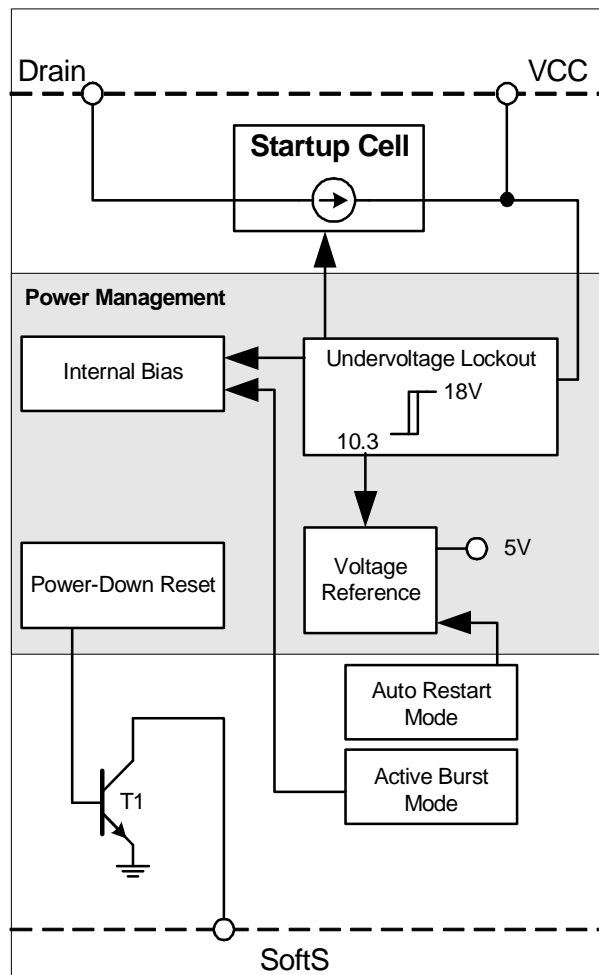 Drain
VCC
Startup Cell
Power Management
Internal Bias
Undervoltage Lockout
18V
10.3
Power-Down Reset
Voltage
Reference
5V
Auto Restart
Mode
Active Burst
Mode
T1
SoftS